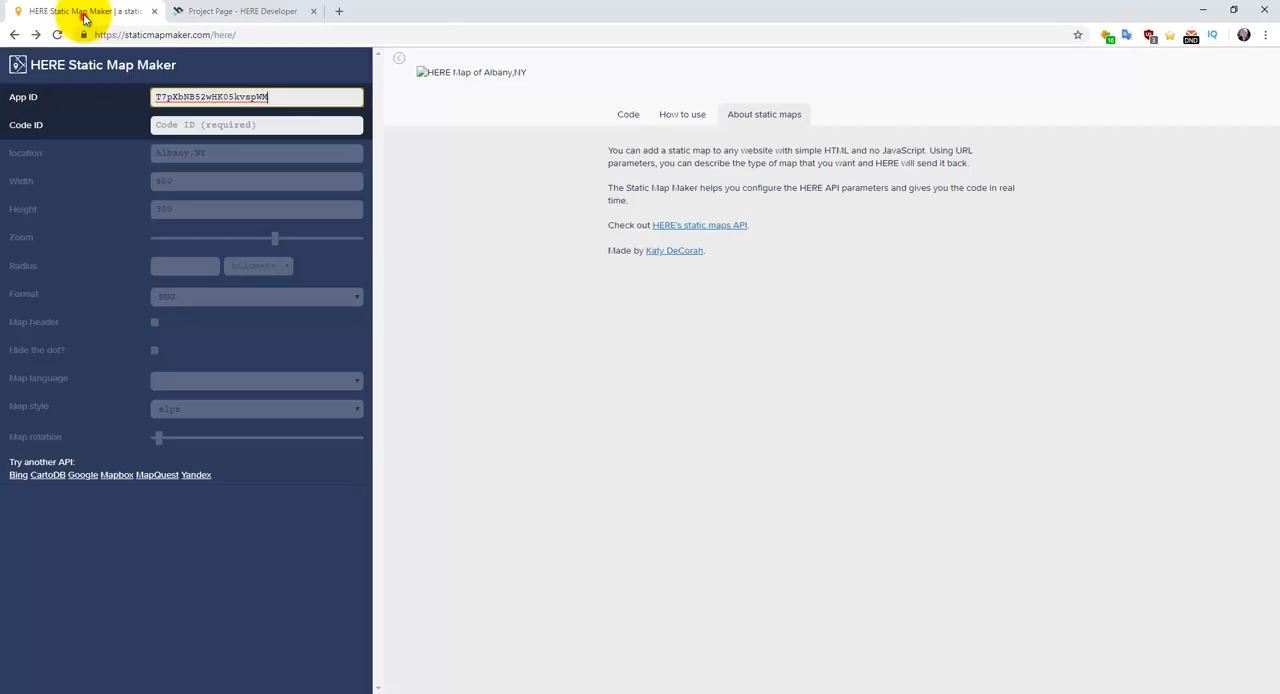 HERE Static Map Maker | a static
Project Page - HERE Developer
https://staticmapmaker.com/here/
16
3
DND
IQ
HERE Static Map Maker
App ID
T7pXbNB52wHK05kvspWM
Code ID
Code ID (required)
location
Albany,NY
Width
600
Height
300
Zoom
Radius
Format
PNG
Map header
Hide the dot?
Map language
Map style
alps
Map rotation
Try another API:
Bing CartoDB Google Mapbox MapQuest Yandex
HERE Map of Albany,NY
Code How to use About static maps
You can add a static map to any website with simple HTML and no JavaScript. Using URL
parameters, you can describe the type of map that you want and HERE will send it back.
The Static Map Maker helps you configure the HERE API parameters and gives you the code in real
time.
Check out HERE's static maps API.
Made by Katy DeCorah.